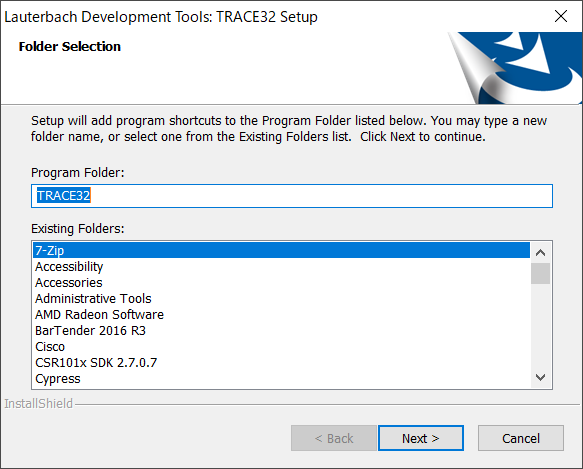 Lauterbach Development Tools: TRACE32 Setup
Folder Selection
Setup will add program shortcuts to the Program Folder listed below. You may type a new
folder name, or select one from the Existing Folders list.  Click Next to continue.
Program Folder:
TRACE32
Existing Folders:
7-Zip
Accessibility
Accessories
Administrative Tools
AMD Radeon Software
BarTender 2016 R3
Cisco
CSR101x SDK 2.7.0.7
Cypress
InstallShield
< Back
Next >
Cancel